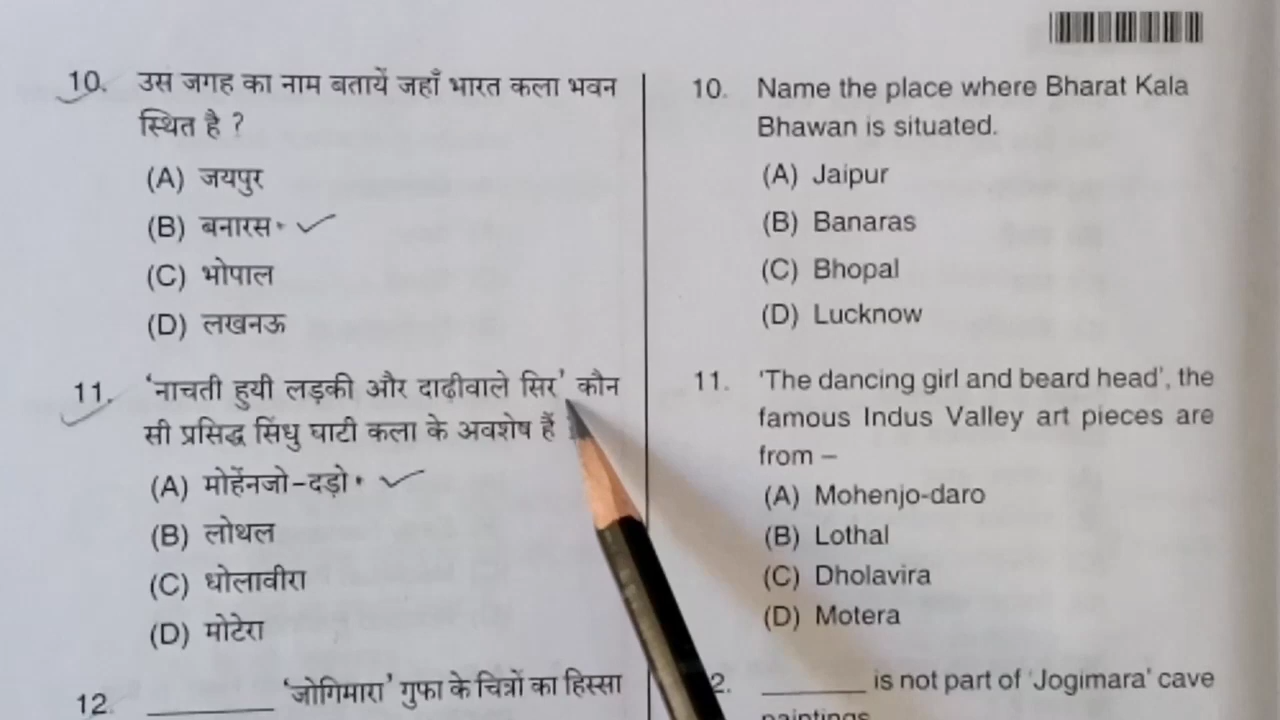 10. उस जगह का नाम बतायें जहाँ भारत कला भवन
स्थित है ?
(A) जयपुर
(B) बनारस
(C) भोपाल
(D) लखनऊ
11. 'नाचती हुयी लड़की और दाढ़ीवाले सिर' कौन
सी प्रसिद्ध सिंधु घाटी कला के अवशेष हैं
(A) मोहेंनजो-दड़ो
(B) लोथल
(C) धोलावीरा
(D) मोटेरा
12 ________ 'जोगिमारा' गुफा के चित्रों का हिस्सा
10. Name the place where Bharat Kala
Bhawan is situated.
(A) Jaipur
(B) Banaras
(C) Bhopal
(D) Lucknow
11. 'The dancing girl and beard head', the
famous Indus Valley art pieces are
from –
(A) Mohenjo-daro
(B) Lothal
(C) Dholavira
(D) Motera
2. ________ is not part of 'Jogimara' cave
paintings